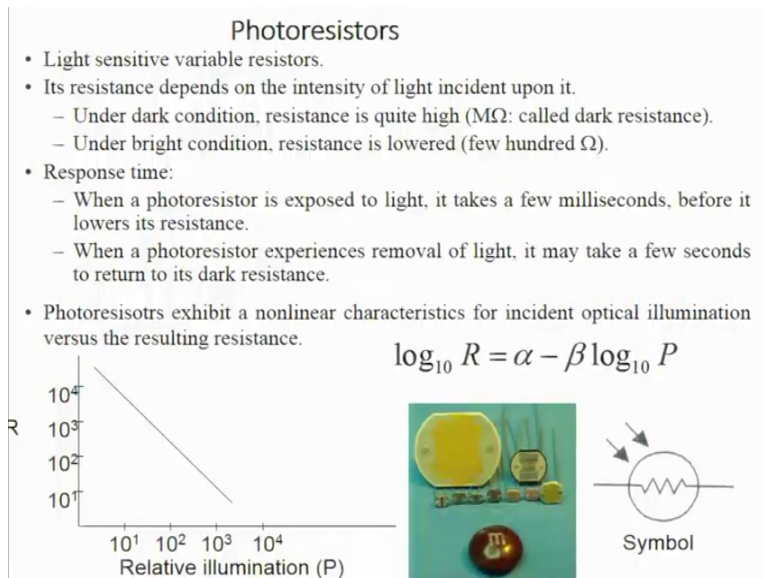 Photoresistors
• Light sensitive variable resistors.
• Its resistance depends on the intensity of light incident upon it.
– Under dark condition, resistance is quite high (MΩ: called dark resistance).
– Under bright condition, resistance is lowered (few hundred Ω).
• Response time:
– When a photoresistor is exposed to light, it takes a few milliseconds, before it
lowers its resistance.
– When a photoresistor experiences removal of light, it may take a few seconds
to return to its dark resistance.
• Photoresisotrs exhibit a nonlinear characteristics for incident optical illumination
versus the resulting resistance.
log₁₀ R = α – β log₁₀ P
R
10⁴
10³
10²
10¹
10¹ 10² 10³ 10⁴
Relative illumination (P)
m
Symbol